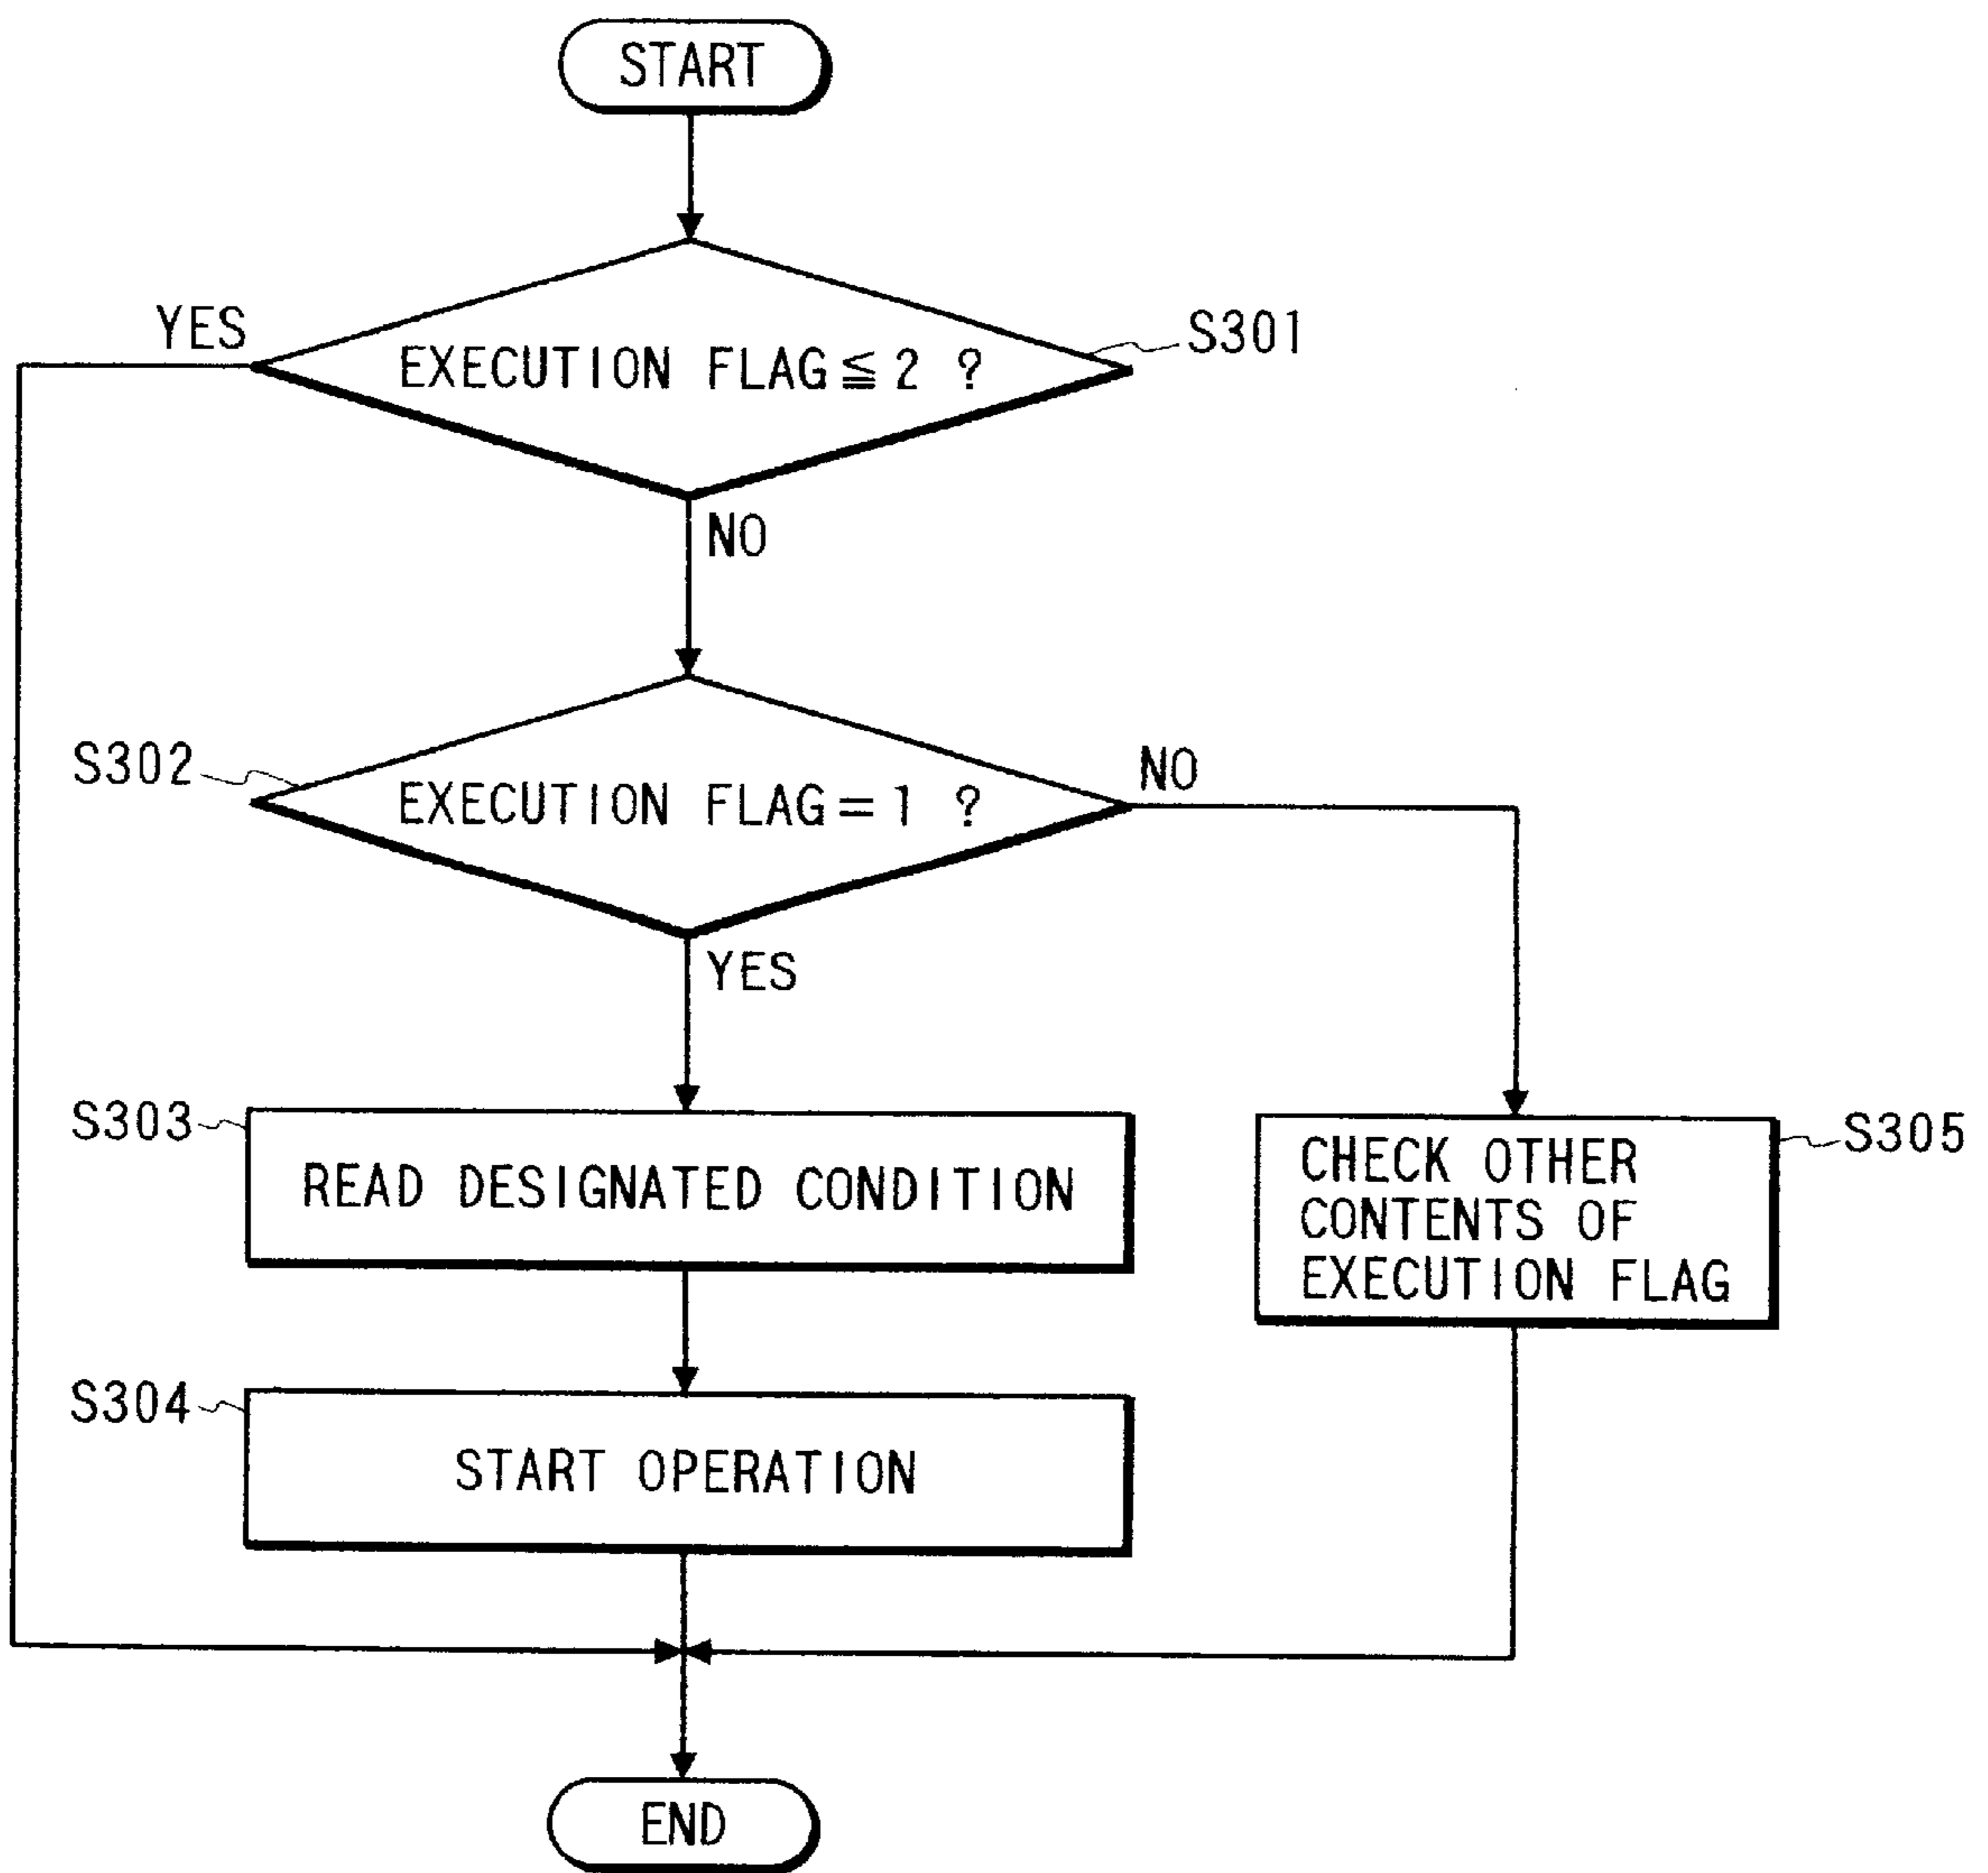 START
YES
EXECUTION FLAG ≦ 2 ?
S301
NO
S302
EXECUTION FLAG = 1 ?
NO
YES
S303
READ DESIGNATED CONDITION
CHECK OTHER
CONTENTS OF
EXECUTION FLAG
S305
S304
START OPERATION
END